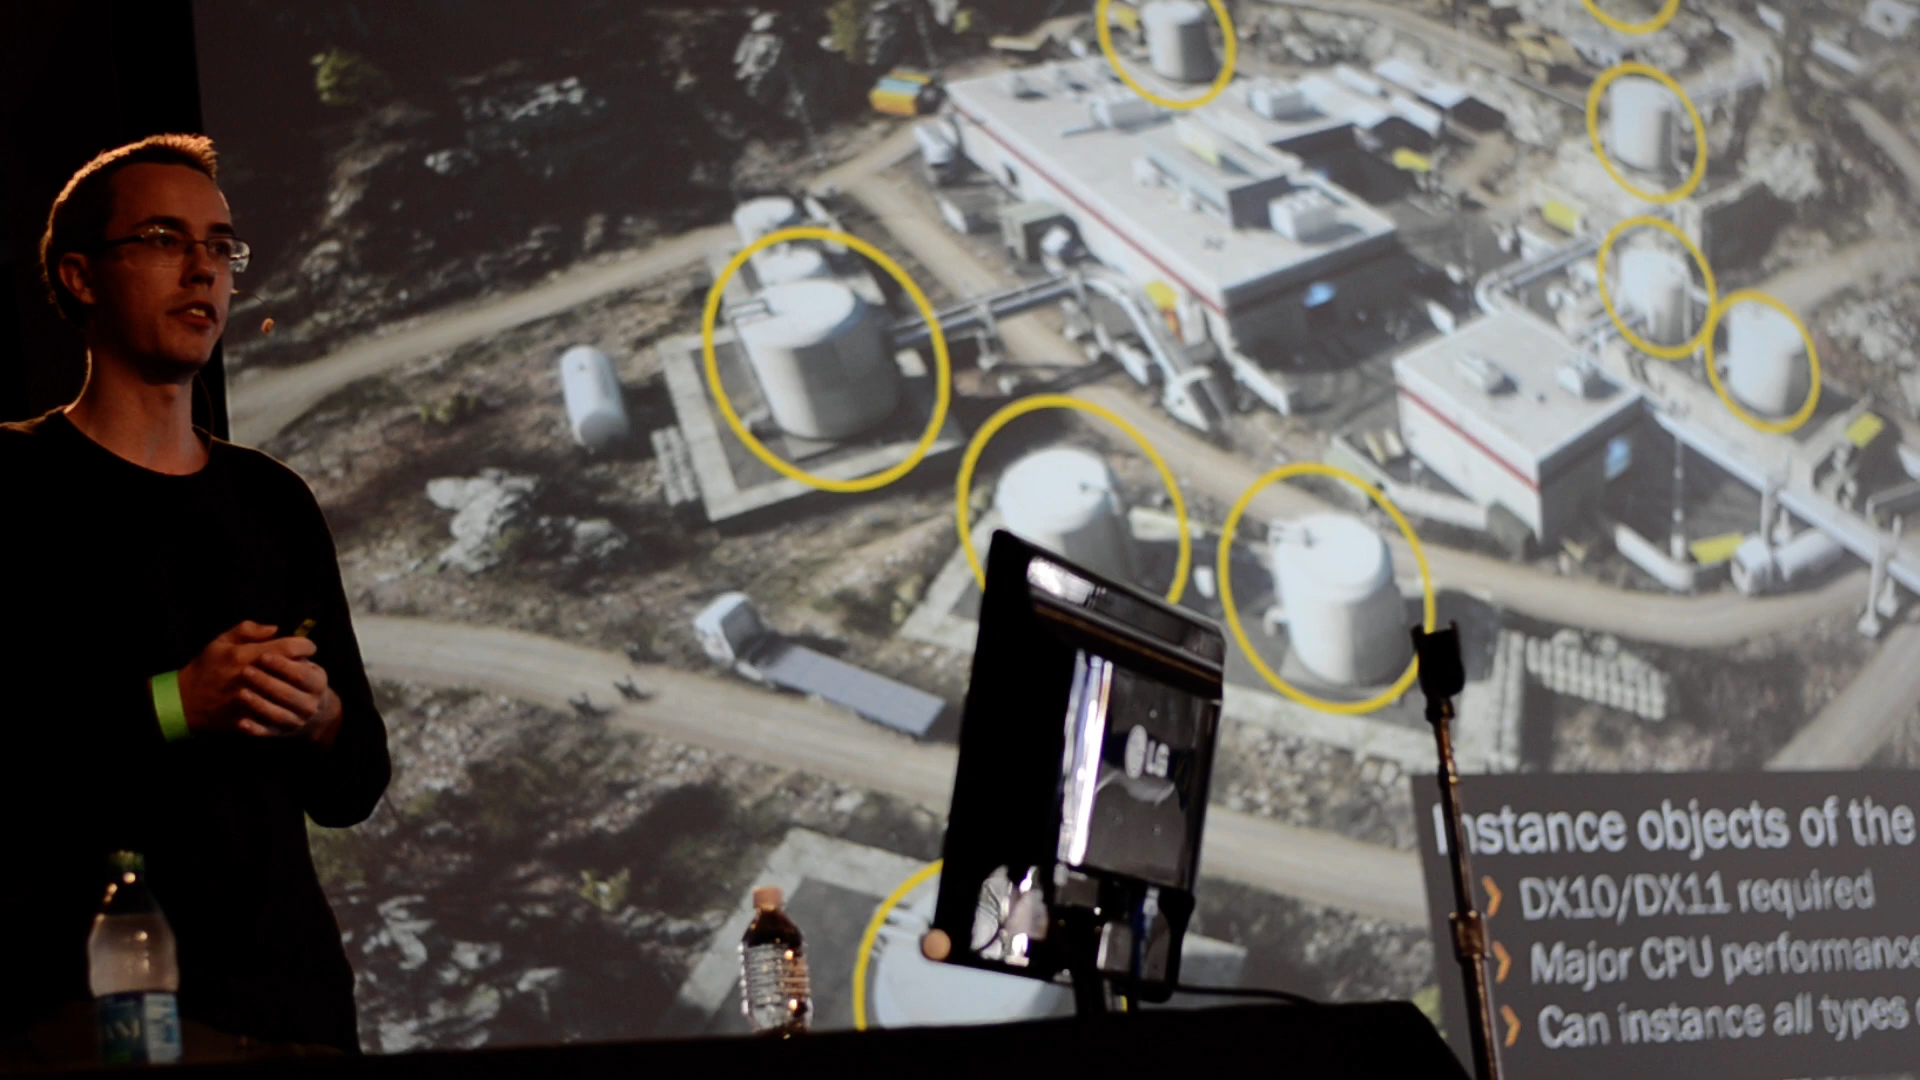 LG
Instance objects of the
DX10/DX11 required
Major CPU performance
Can instance all types